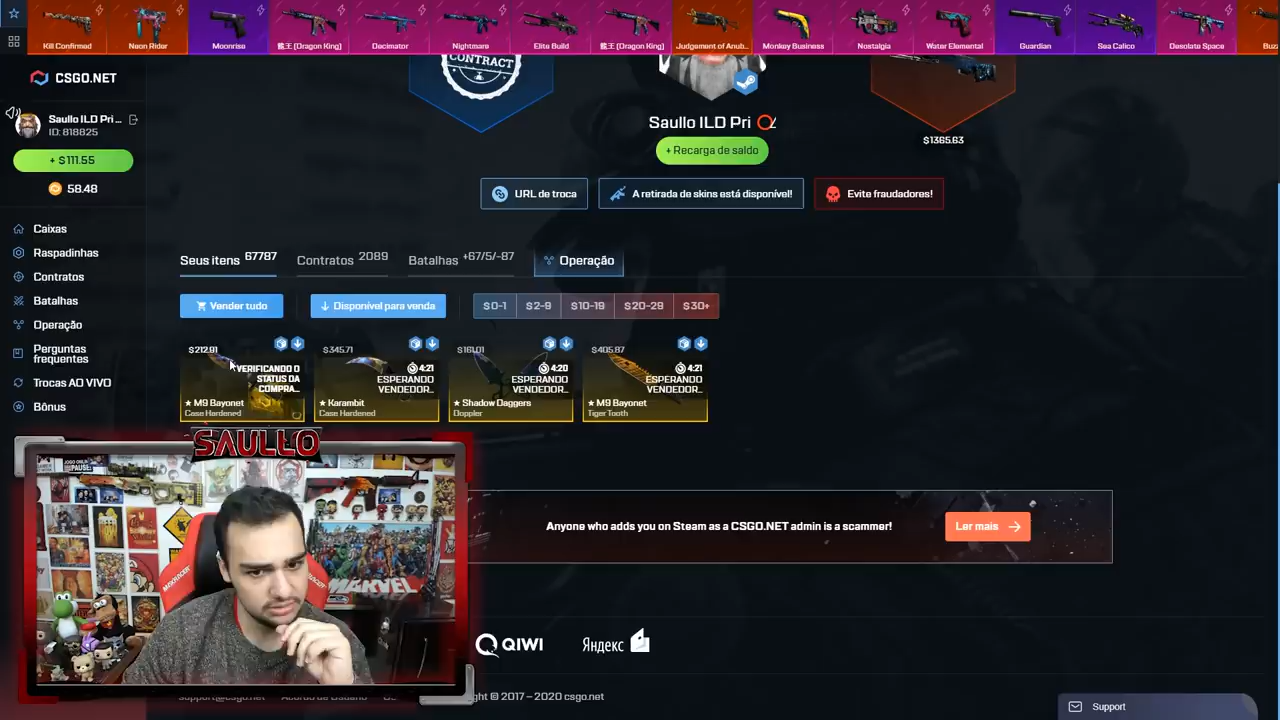 Kill Confirmed
Neon Rider
Moonrise
龍王 (Dragon King)
Decimator
Nightmare
Elite Build
龍王 (Dragon King)
Judgement of Anub...
Monkey Business
Nostalgia
Water Elemental
Guardian
Sea Calico
Desolate Space
CSGO.NET
CONTRACT
Saullo ILD Pri ...
ID: 818825
+ $111.55
58.48
Saullo ILD Pri
+ Recarga de saldo
$1365.63
URL de troca
A retirada de skins está disponível!
Evite fraudadores!
Caixas
Raspadinhas
Contratos
Batalhas
Operação
Perguntas
frequentes
Trocas AO VIVO
Bônus
Seus itens 67787
Contratos 2089
Batalhas +67/5/-87
Operação
Vender tudo
Disponível para venda
$0-1
$2-9
$10-19
$20-29
$30+
$212.91
VERIFICANDO O
STATUS DA
COMPRA...
★ M9 Bayonet
Case Hardened
$345.71
4:21
ESPERANDO
VENDEDOR...
★ Karambit
Case Hardened
$161.01
4:20
ESPERANDO
VENDEDOR...
★ Shadow Daggers
Doppler
$405.87
4:21
ESPERANDO
VENDEDOR...
★ M9 Bayonet
Tiger Tooth
SAULLO
MAXRACER
MARVEL
Anyone who adds you on Steam as a CSGO.NET admin is a scammer!
Ler mais
QIWI
Яндекс
support@csgo.net
Acordo de Usuário
ght © 2017 – 2020 csgo.net
Support